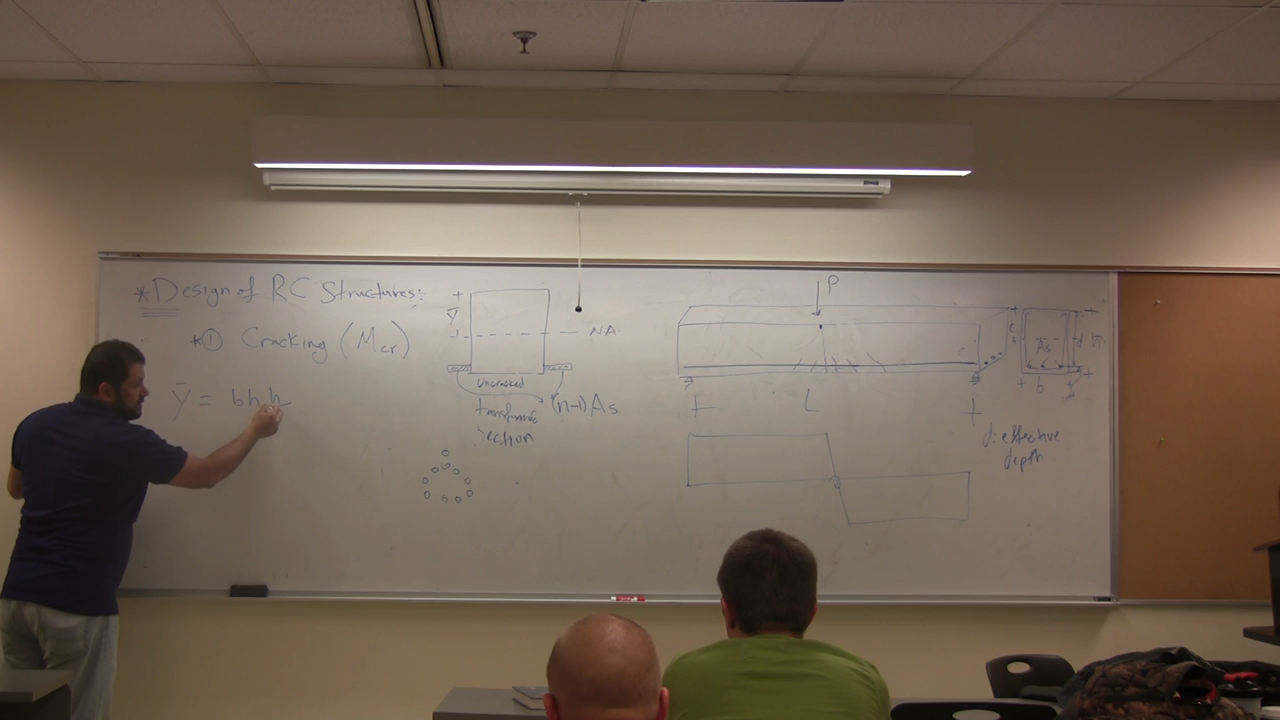 *Design of RC Structures:
*① Cracking (Mcr)
ȳ = bh h
ȳ
N.A
Uncracked
transformed
Section
(n-1)As
P
L
As
d
h
b
d: effective
depth